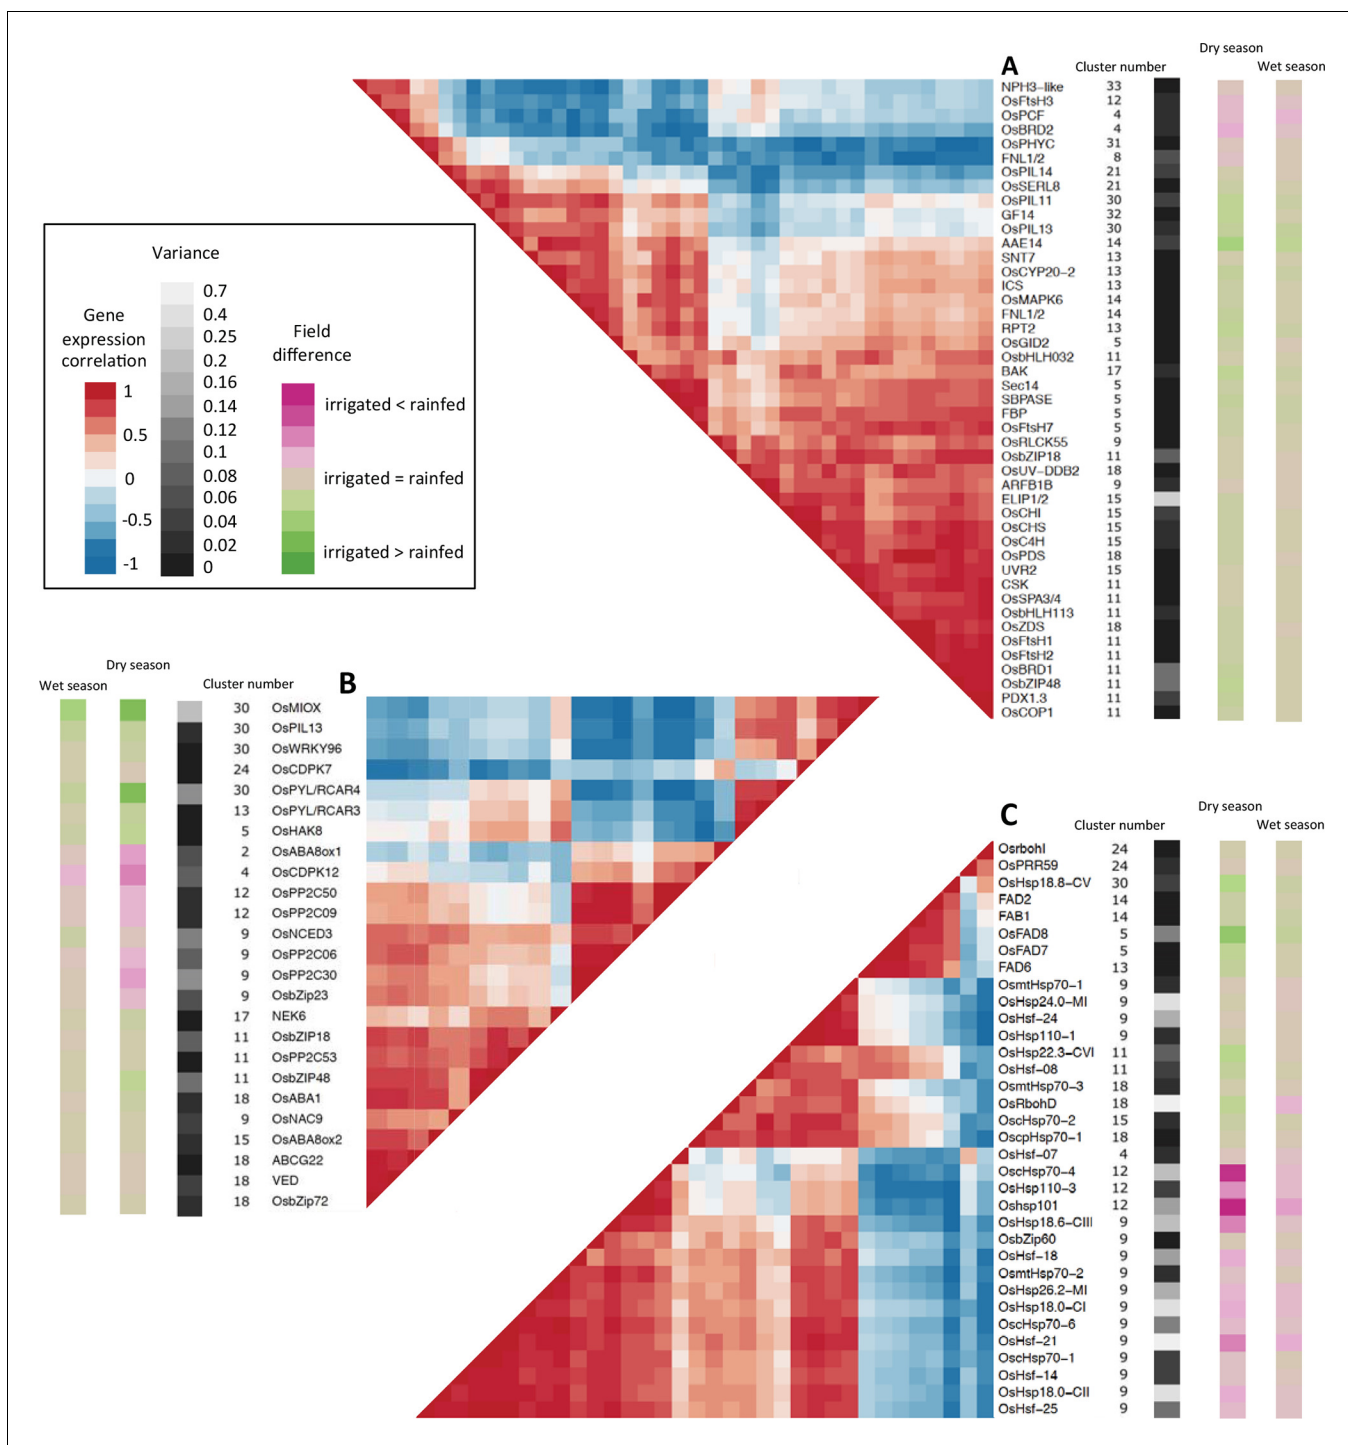 A
Dry season
Cluster number
Wet season
NPH3-like 33
OsFtsH3 12
OsPCF 4
OsBRD2 4
OsPHYC 31
FNL1/2 8
OsPIL14 21
OsSERL8 21
OsPIL11 30
GF14 32
OsPIL13 30
AAE14 14
SNT7 13
OsCYP20-2 13
ICS 13
OsMAPK6 14
FNL1/2 14
RPT2 13
OsGID2 5
OsbHLH032 11
BAK 17
Sec14 5
SBPASE 5
FBP 5
OsFtsH7 5
OsRLCK55 9
OsbZIP18 11
OsUV-DDB2 18
ARFB1B 9
ELIP1/2 15
OsCHI 15
OsCHS 15
OsC4H 15
OsPDS 18
UVR2 15
CSK 11
OsSPA3/4 11
OsbHLH113 11
OsZDS 18
OsFtsH1 11
OsFtsH2 11
OsBRD1 11
OsbZIP48 11
PDX1.3 11
OsCOP1 11
Variance
0.7
0.4
0.25
0.2
0.16
0.14
0.12
0.1
0.08
0.06
0.04
0.02
0
Gene
expression
correlation
1
0.5
0
-0.5
-1
Field
difference
irrigated < rainfed
irrigated = rainfed
irrigated > rainfed
Dry season
Wet season
Cluster number
B
30 OsMIOX
30 OsPIL13
30 OsWRKY96
24 OsCDPK7
30 OsPYL/RCAR4
13 OsPYL/RCAR3
5 OsHAK8
2 OsABA8ox1
4 OsCDPK12
12 OsPP2C50
12 OsPP2C09
9 OsNCED3
9 OsPP2C06
9 OsPP2C30
9 OsbZip23
17 NEK6
11 OsbZIP18
11 OsPP2C53
11 OsbZIP48
18 OsABA1
9 OsNAC9
15 OsABA8ox2
18 ABCG22
18 VED
18 OsbZip72
C
Dry season
Cluster number
Wet season
OsrbohI 24
OsPRR59 24
OsHsp18.8-CV 30
FAD2 14
FAB1 14
OsFAD8 5
OsFAD7 5
FAD6 13
OsmtHsp70-1 9
OsHsp24.0-MI 9
OsHsf-24 9
OsHsp110-1 9
OsHsp22.3-CVI 11
OsHsf-08 11
OsmtHsp70-3 18
OsRbohD 18
OscHsp70-2 15
OscpHsp70-1 18
OsHsf-07 4
OscHsp70-4 12
OsHsp110-3 12
Oshsp101 12
OsHsp18.6-CIII 9
OsbZip60 9
OsHsf-18 9
OsmtHsp70-2 9
OsHsp26.2-MI 9
OsHsp18.0-CI 9
OscHsp70-6 9
OsHsf-21 9
OscHsp70-1 9
OsHsf-14 9
OsHsp18.0-CII 9
OsHsf-25 9